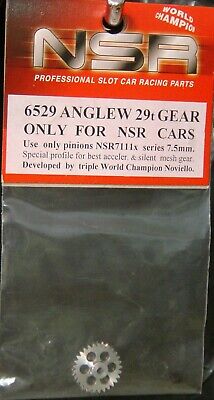 WORLD
CHAMPION
NSR
PROFESSIONAL SLOT CAR RACING PARTS
6529 ANGLEW 29t GEAR
ONLY FOR NSR CARS
Use only pinions NSR7111x series 7.5mm.
Special profile for best acceler. & silent mesh gear.
Developed by triple World Champion Noviello.